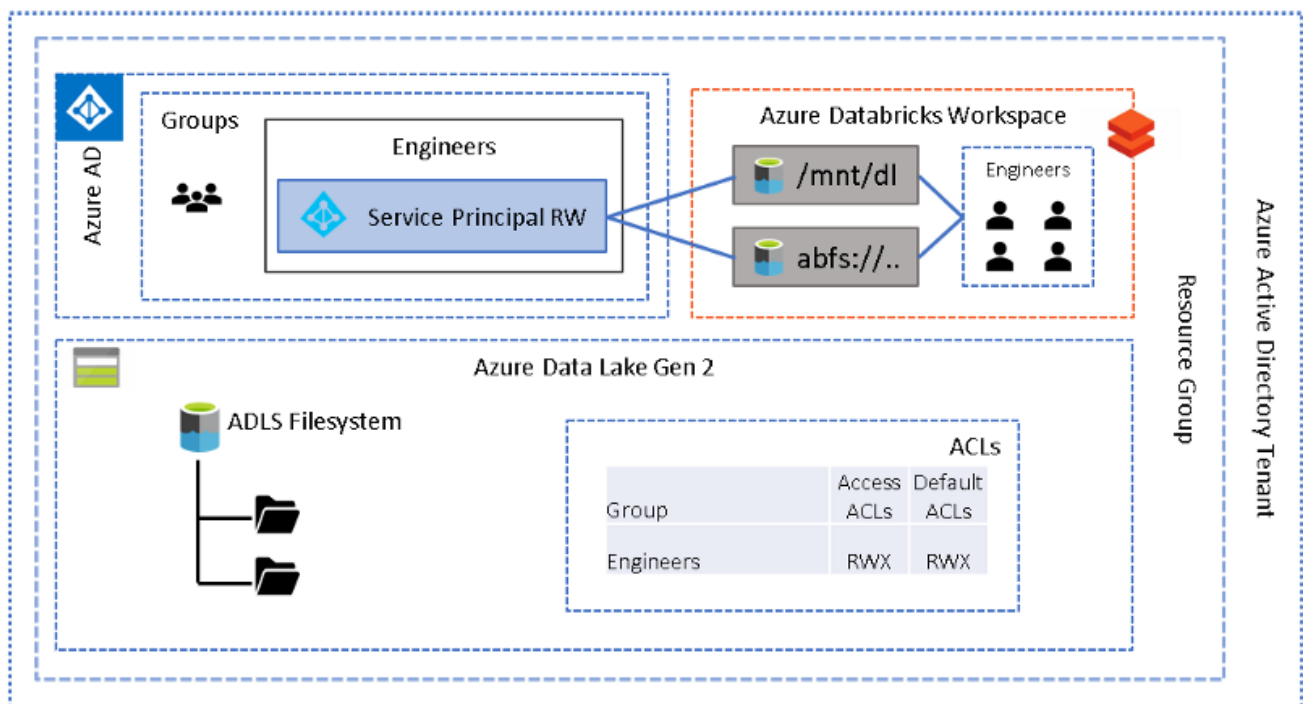 Azure AD
Groups
Engineers
Service Principal RW
Azure Databricks Workspace
/mnt/dl
abfs://..
Engineers
Azure Data Lake Gen 2
ADLS Filesystem
ACLs
Group
Access ACLs
Default ACLs
Engineers
RWX
RWX
Resource Group
Azure Active Directory Tenant